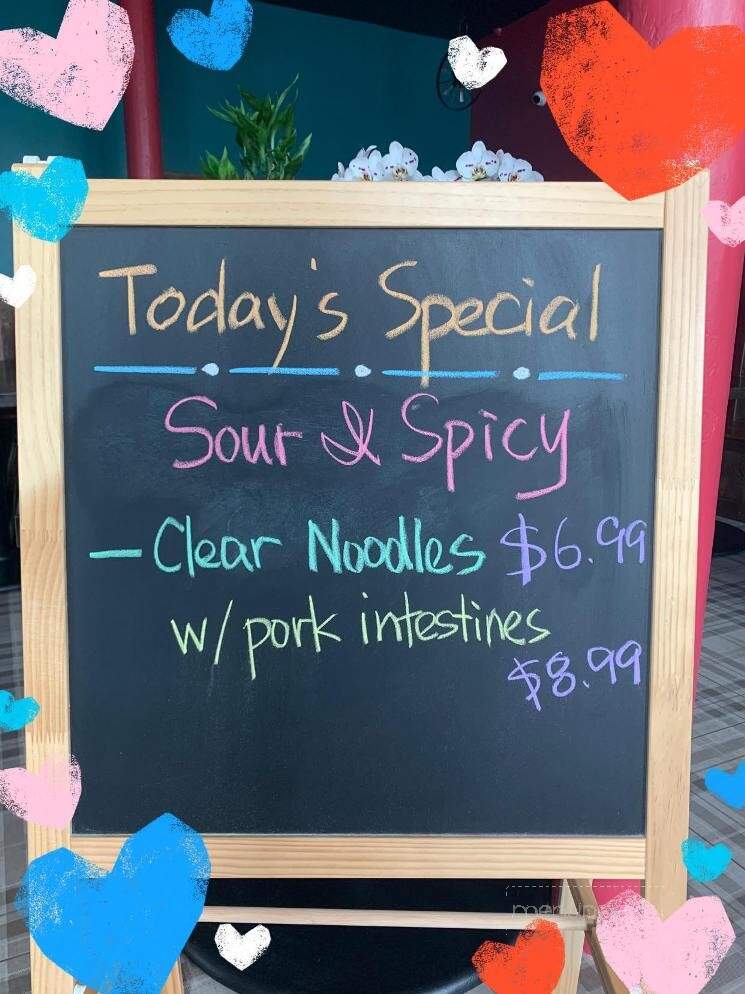 Today's Special
Sour & Spicy
- Clear Noodles $6.99
w/ pork intestines
$8.99